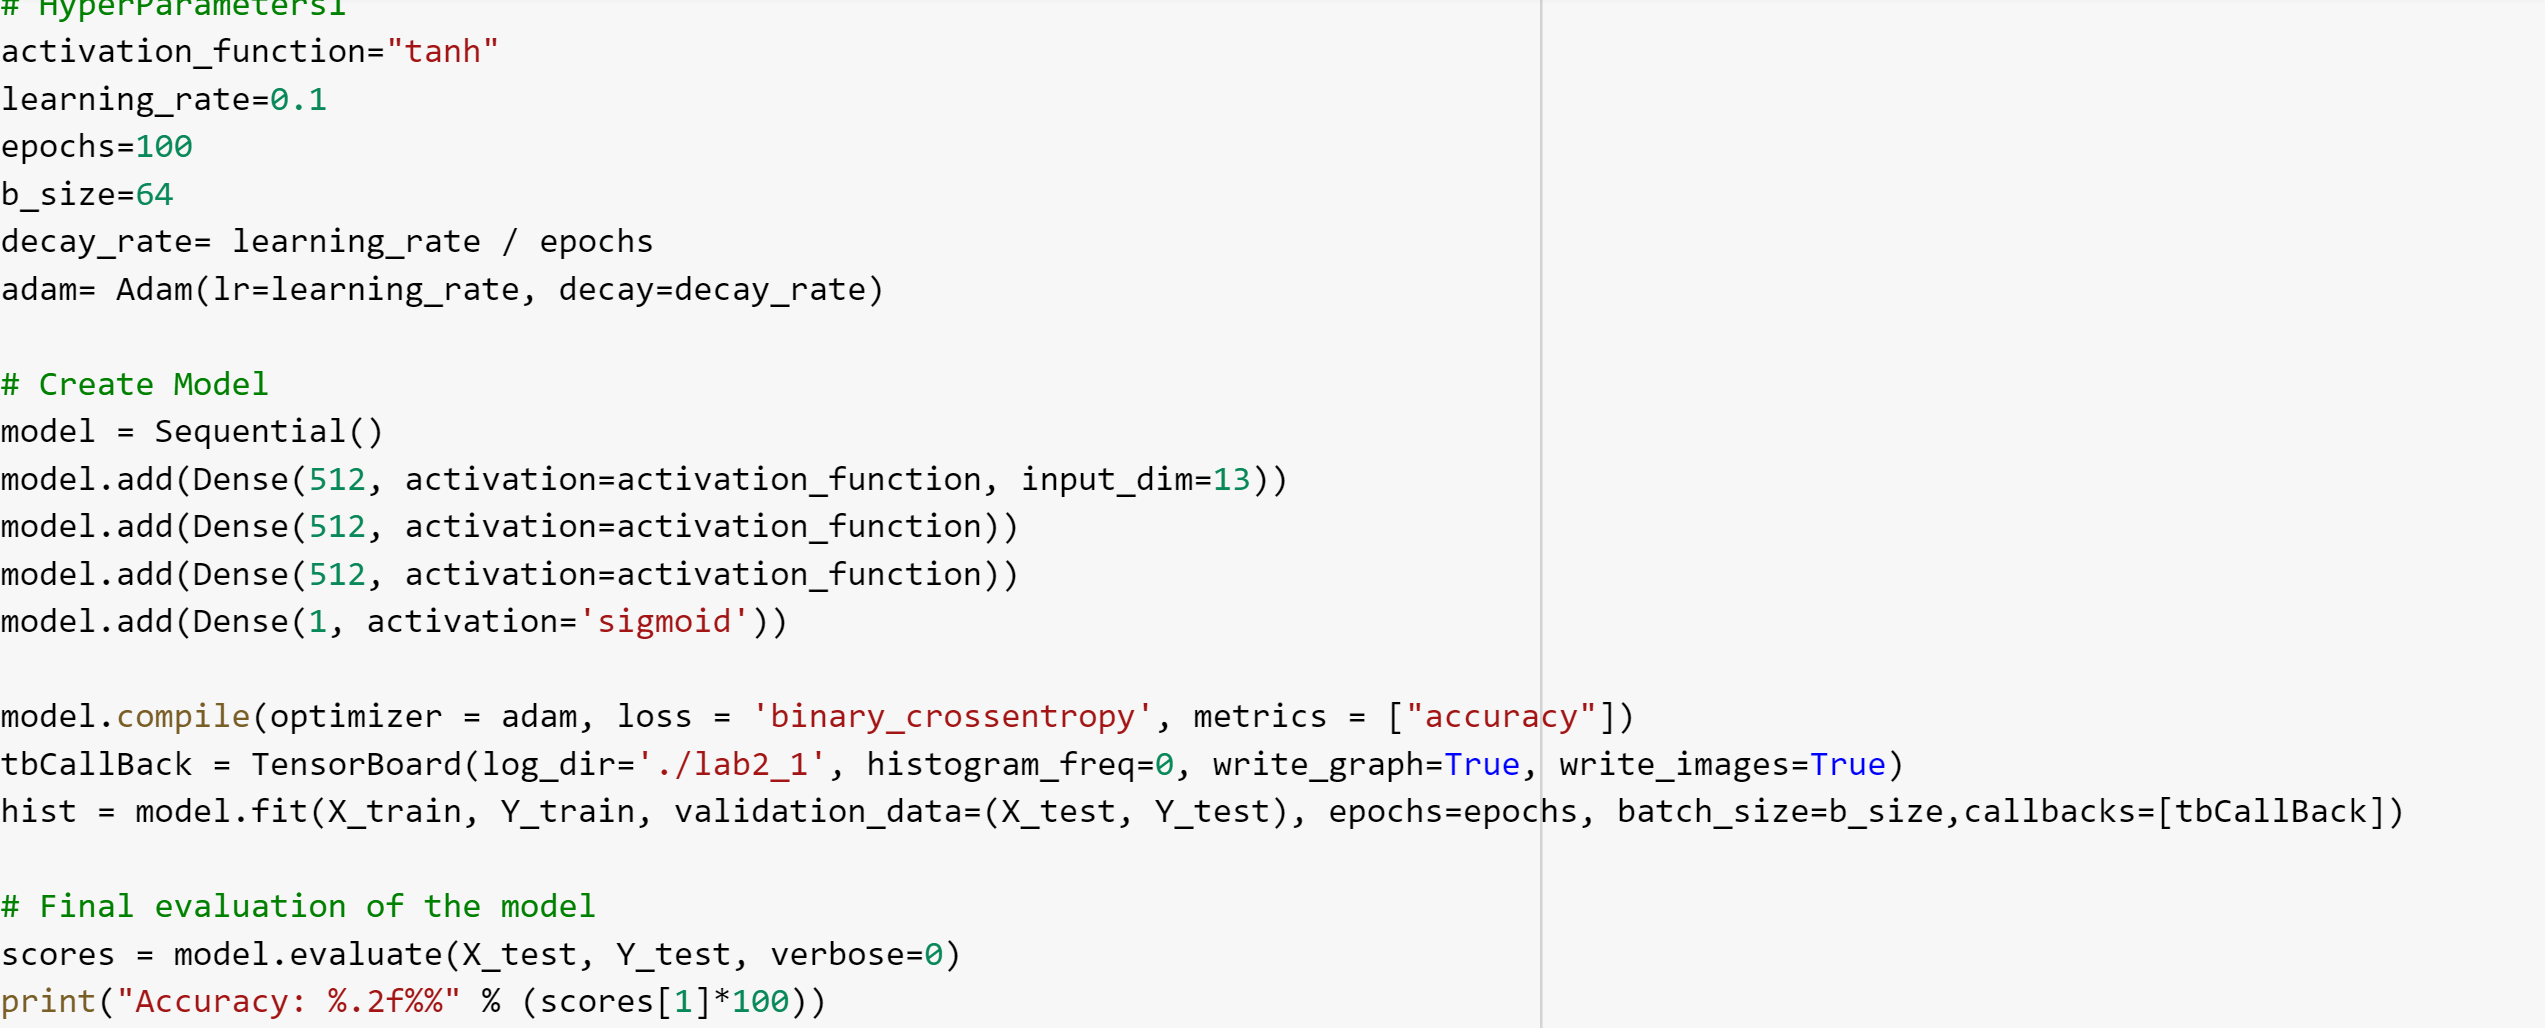 # HyperParameters1
activation_function="tanh"
learning_rate=0.1
epochs=100
b_size=64
decay_rate= learning_rate / epochs
adam= Adam(lr=learning_rate, decay=decay_rate)
# Create Model
model = Sequential()
model.add(Dense(512, activation=activation_function, input_dim=13))
model.add(Dense(512, activation=activation_function))
model.add(Dense(512, activation=activation_function))
model.add(Dense(1, activation='sigmoid'))
model.compile(optimizer = adam, loss = 'binary_crossentropy', metrics = ["accuracy"])
tbCallBack = TensorBoard(log_dir='./lab2_1', histogram_freq=0, write_graph=True, write_images=True)
hist = model.fit(X_train, Y_train, validation_data=(X_test, Y_test), epochs=epochs, batch_size=b_size,callbacks=[tbCallBack])
# Final evaluation of the model
scores = model.evaluate(X_test, Y_test, verbose=0)
print("Accuracy: %.2f%%" % (scores[1]*100))